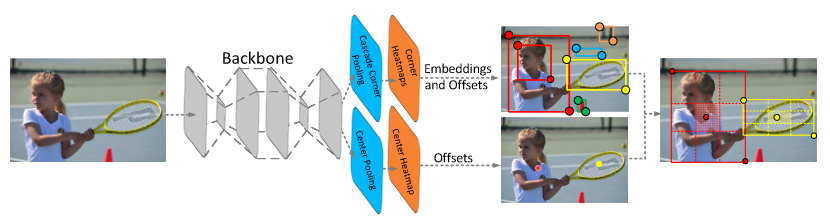 Backbone
Cascade Corner
Pooling
Corner
Heatmaps
Embeddings
and Offsets
Center Pooling
Center Heatmap
Offsets